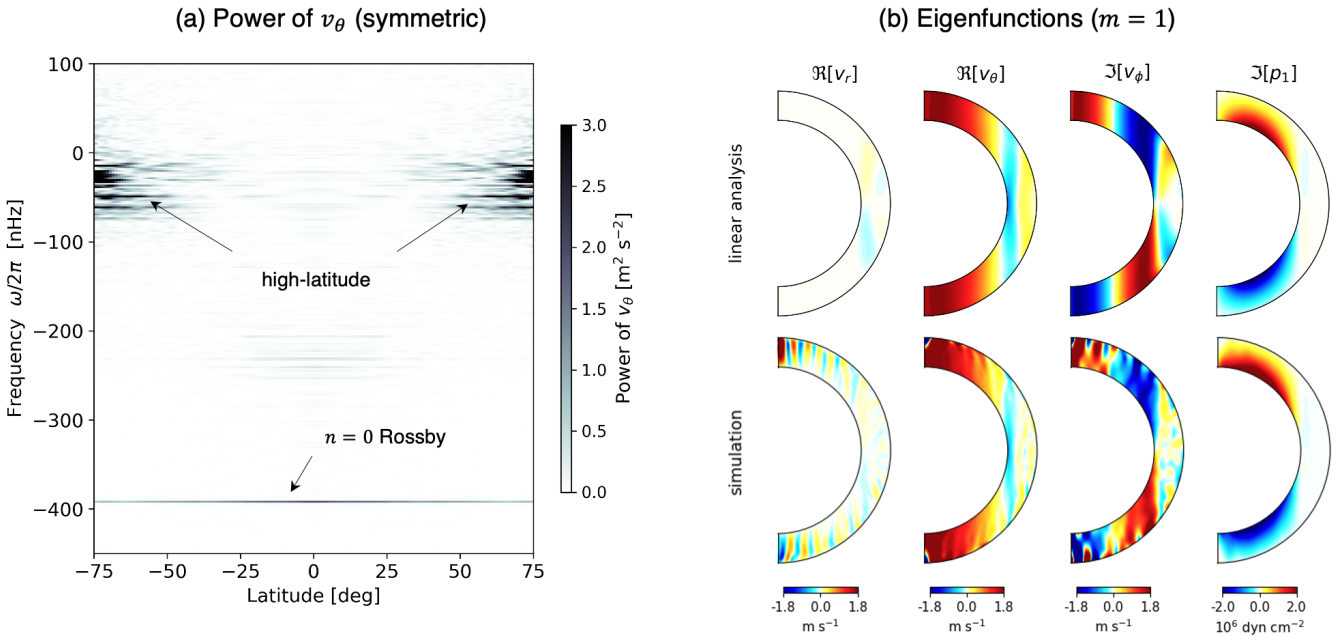 (a) Power of v_θ (symmetric)
100
0
−100
−200
−300
−400
Frequency ω/2π [nHz]
high-latitude
n = 0 Rossby
−75 −50 −25 0 25 50 75
Latitude [deg]
3.0
2.5
2.0
1.5
1.0
0.5
0.0
Power of v_θ [m² s⁻²]
(b) Eigenfunctions (m = 1)
ℜ[v_r] ℜ[v_θ] ℑ[v_ϕ] ℑ[p_1]
linear analysis
simulation
-1.8 0.0 1.8 -1.8 0.0 1.8 -1.8 0.0 1.8 -2.0 0.0 2.0
m s⁻¹ m s⁻¹ m s⁻¹ 10⁶ dyn cm⁻²